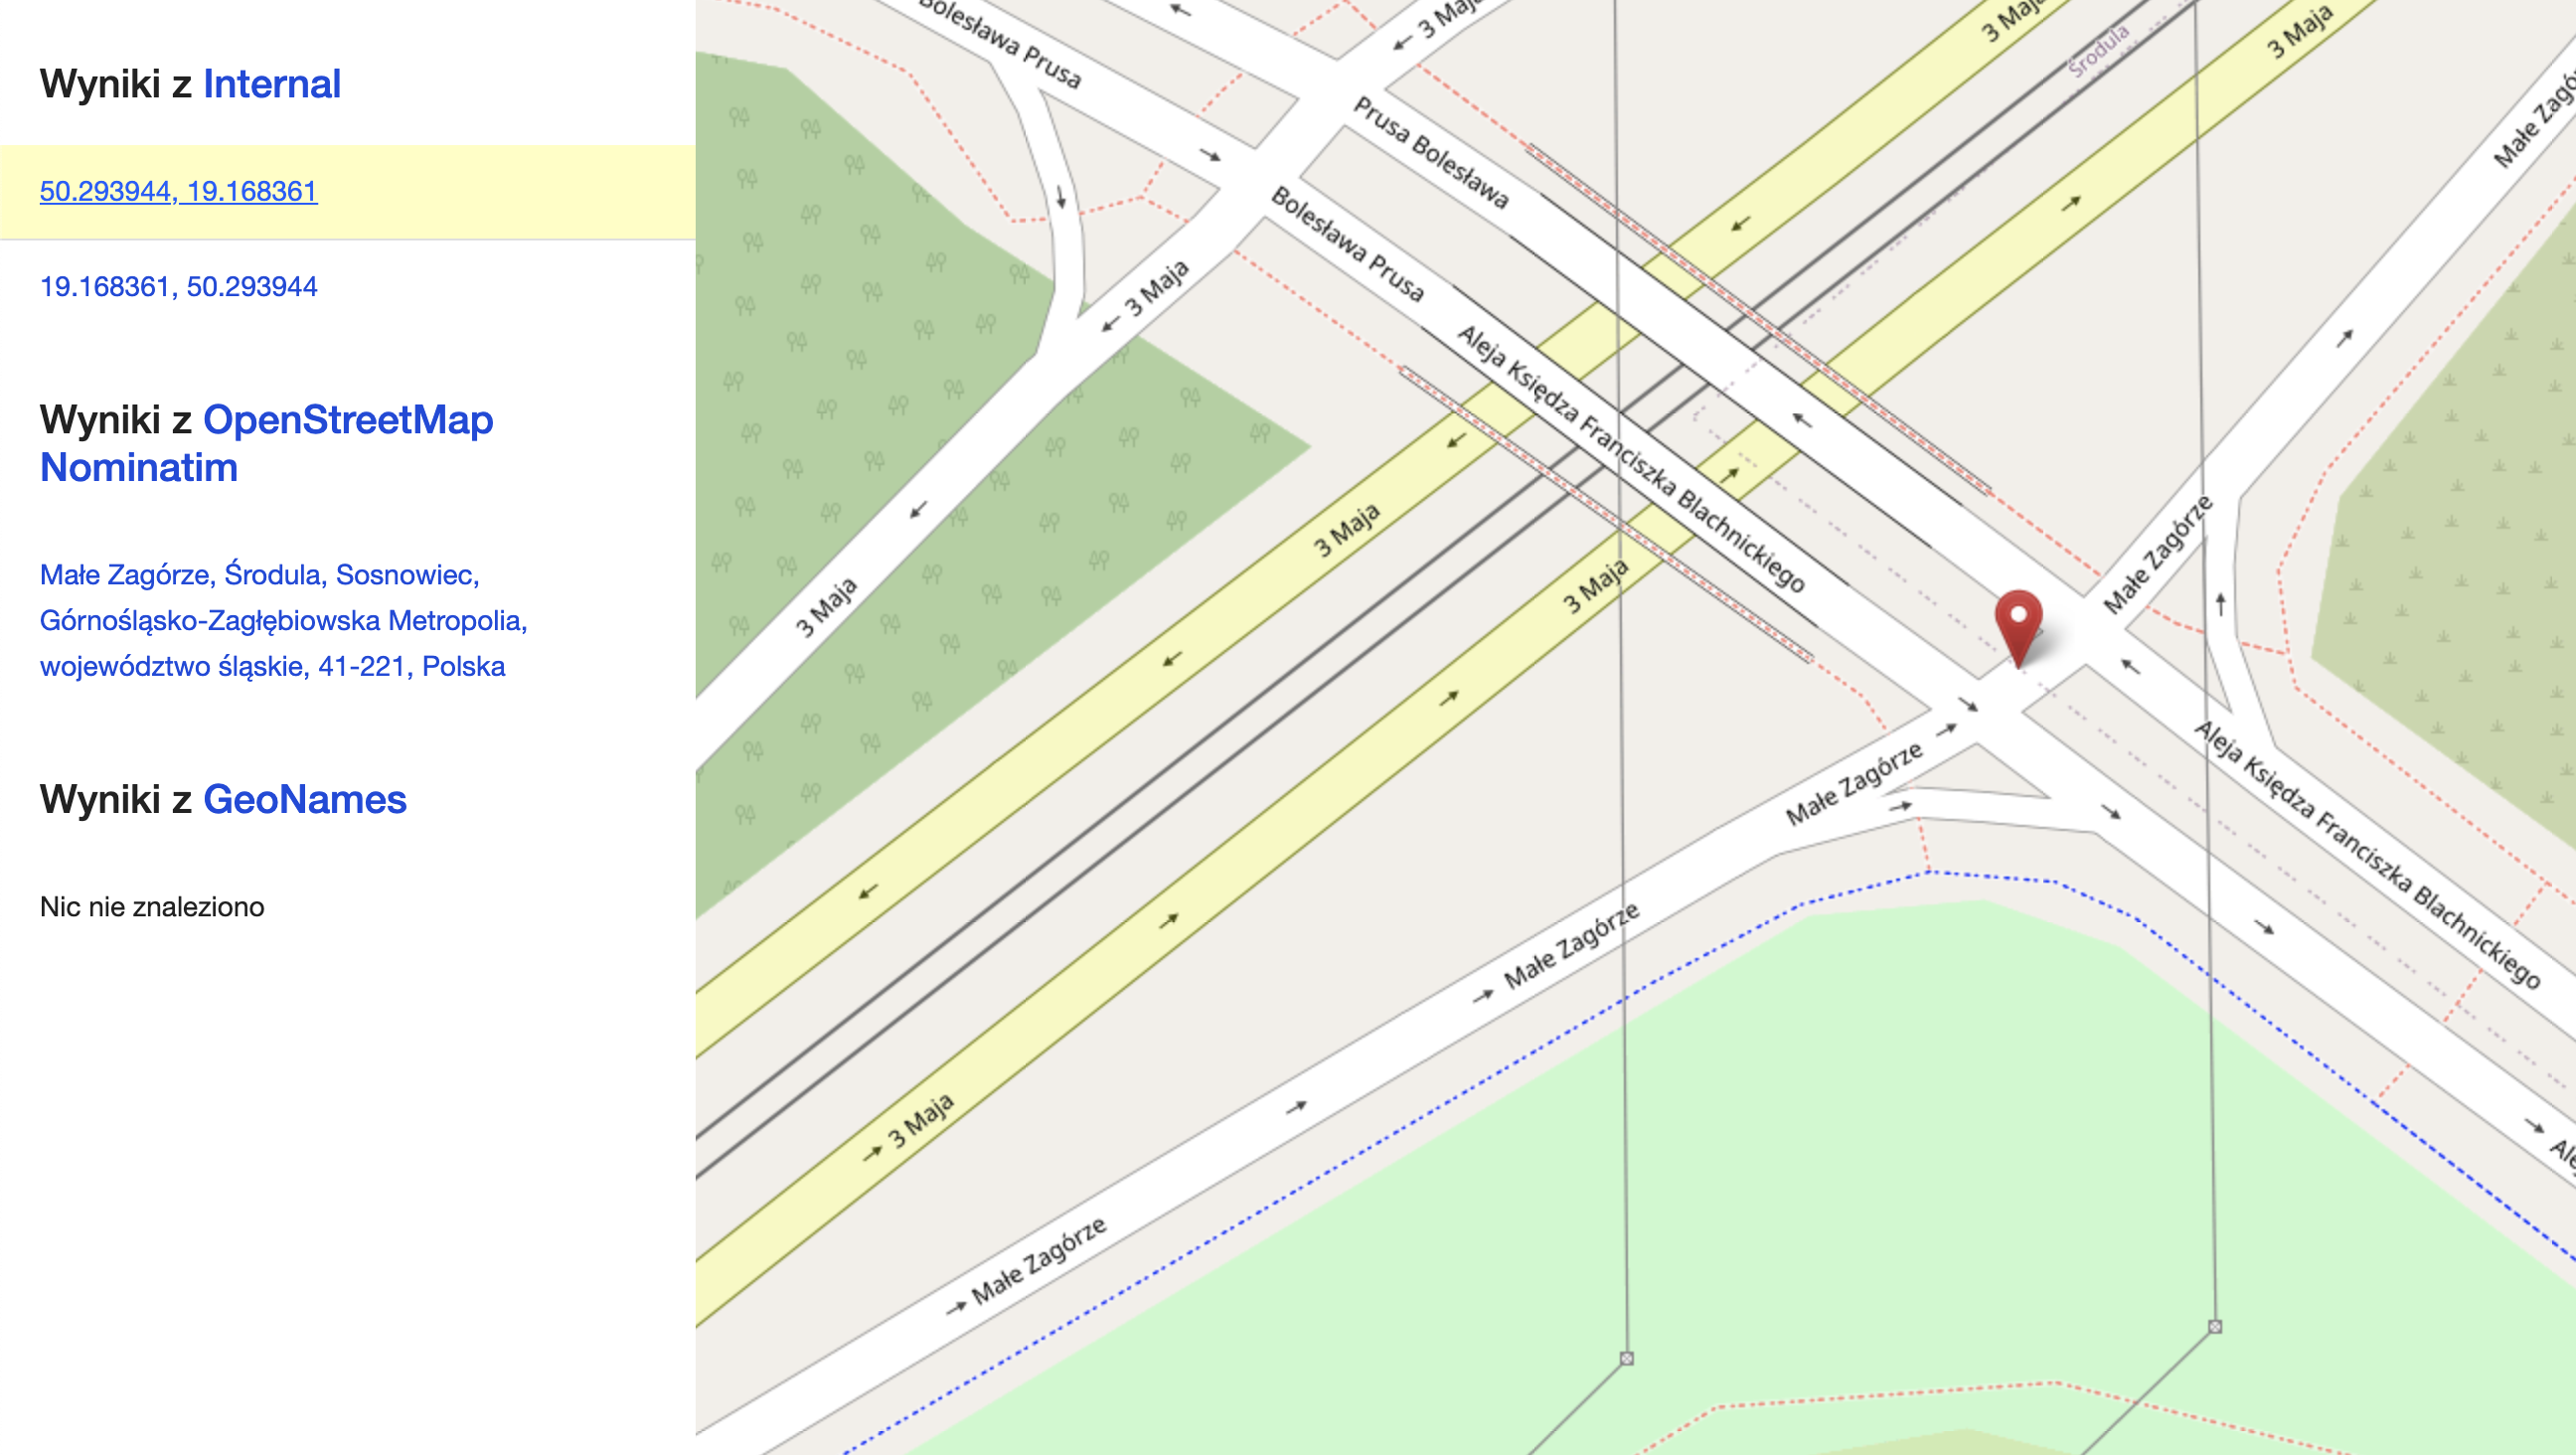 Wyniki z Internal
50.293944, 19.168361
19.168361, 50.293944
Wyniki z OpenStreetMap
Nominatim
Małe Zagórze, Środula, Sosnowiec,
Górnośląsko-Zagłębiowska Metropolia,
województwo śląskie, 41-221, Polska
Wyniki z GeoNames
Nic nie znaleziono
Bolesława Prusa
3 Maja
3 Maja
Środula
3 Maja
Małe Zagó
Prusa Bolesława
Bolesława Prusa
3 Maja
Aleja Księdza Franciszka Blachnickiego
3 Maja
3 Maja
3 Maja
Małe Zagórze
Małe Zagórze
Aleja Księdza Franciszka Blachnickiego
Małe Zagórze
3 Maja
Małe Zagórze
Ale